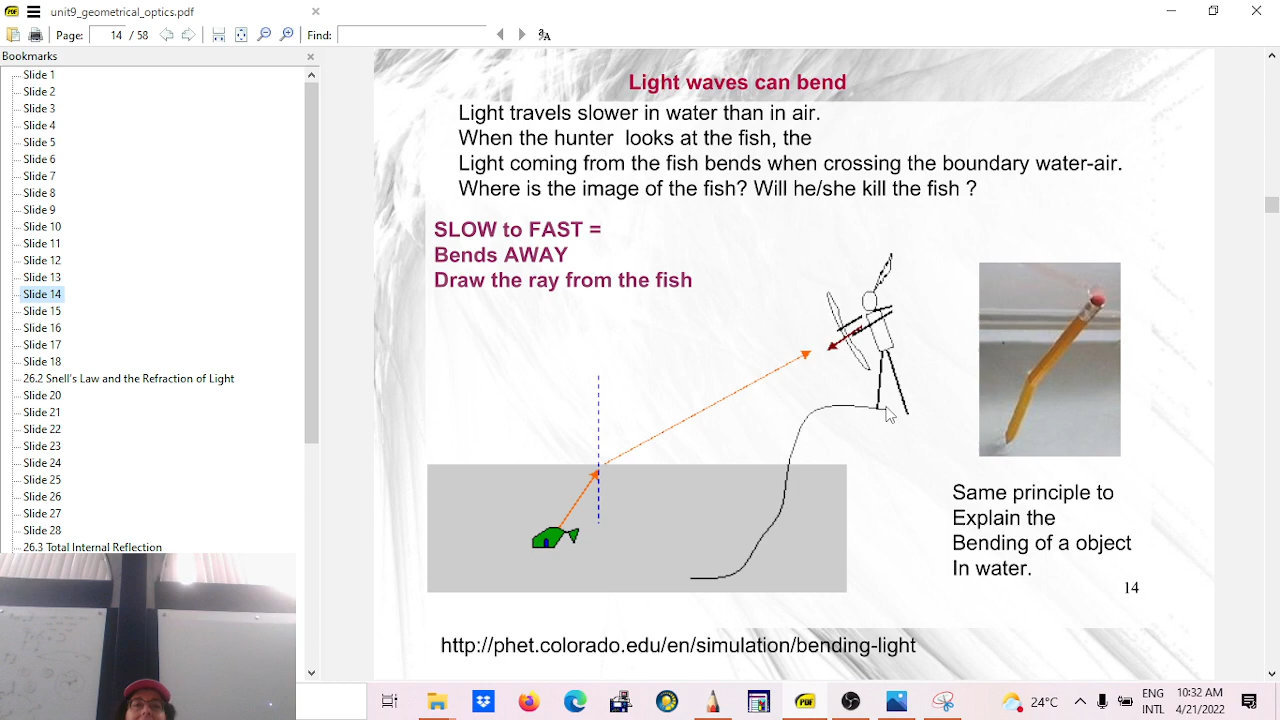 unit9_geometrical_optics.pdf
Page: 14 / 58 Find:
Bookmarks
Slide 1
Slide 2
Slide 3
Slide 4
Slide 5
Slide 6
Slide 7
Slide 8
Slide 9
Slide 10
Slide 11
Slide 12
Slide 13
Slide 14
Slide 15
Slide 16
Slide 17
Slide 18
26.2 Snell's Law and the Refraction of Light
Slide 20
Slide 21
Slide 22
Slide 23
Slide 24
Slide 25
Slide 26
Slide 27
Slide 28
26.3 Total Internal Reflection
Light waves can bend
Light travels slower in water than in air.
When the hunter looks at the fish, the
Light coming from the fish bends when crossing the boundary water-air.
Where is the image of the fish? Will he/she kill the fish ?
SLOW to FAST =
Bends AWAY
Draw the ray from the fish
Same principle to
Explain the
Bending of a object
In water.
14
http://phet.colorado.edu/en/simulation/bending-light
24°C
ENG
INTL
10:32 AM
4/21/2022